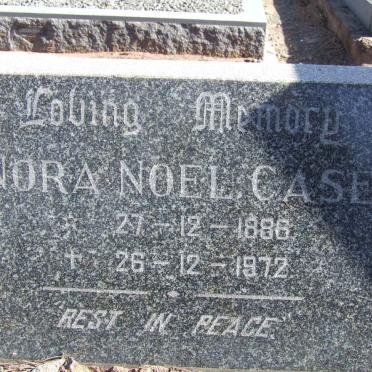 Loving Memory
NORA NOEL CASE
* 27-12-1886
† 26-12-1972
REST IN PEACE